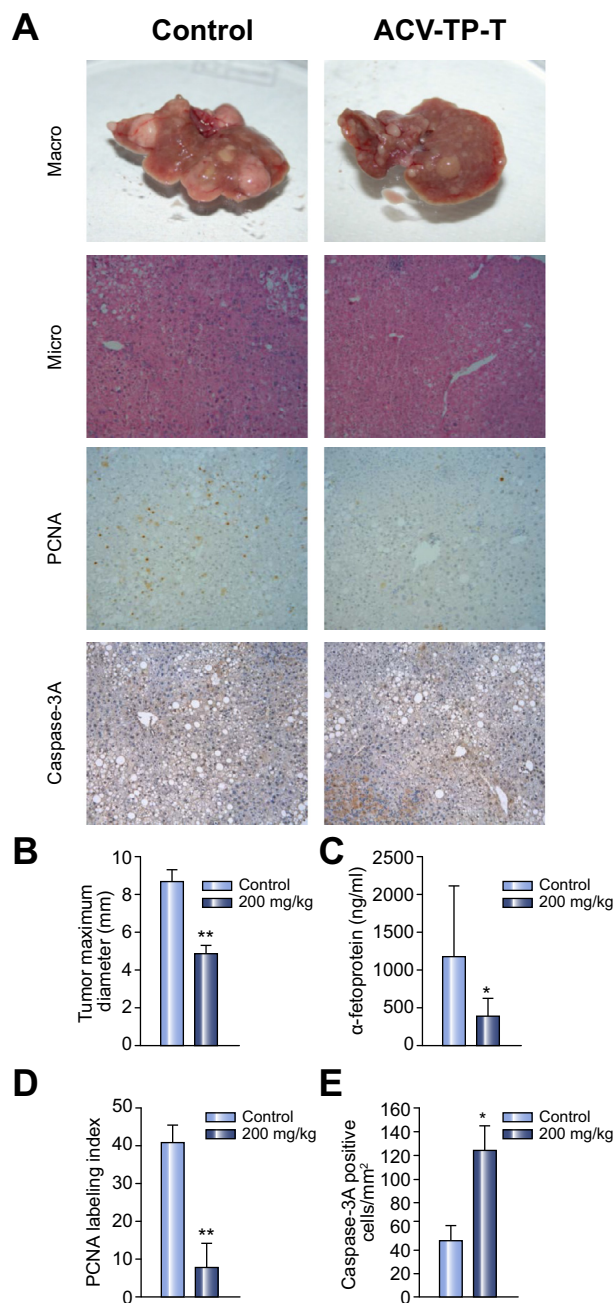 A
Control
ACV-TP-T
Macro
Micro
PCNA
Caspase-3A
B
Tumor maximum
diameter (mm)
10
8
6
4
2
0
**
Control
200 mg/kg
C
α-fetoprotein (ng/ml)
2500
2000
1500
1000
500
0
*
Control
200 mg/kg
D
PCNA labeling index
50
40
30
20
10
0
**
Control
200 mg/kg
E
Caspase-3A positive
cells/mm²
160
140
120
100
80
60
40
20
0
*
Control
200 mg/kg